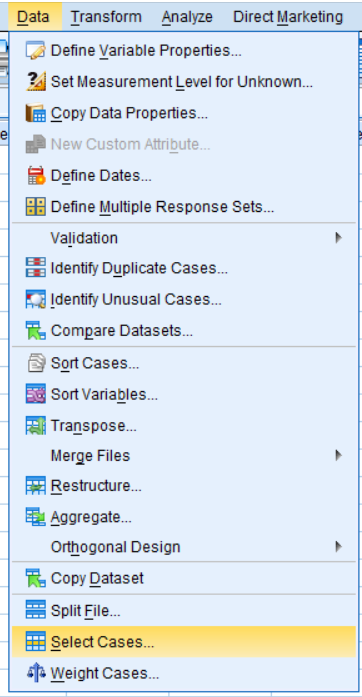 Data Transform Analyze Direct Marketing
Define Variable Properties...
Set Measurement Level for Unknown...
Copy Data Properties...
New Custom Attribute...
Define Dates...
Define Multiple Response Sets...
Validation
Identify Duplicate Cases...
Identify Unusual Cases...
Compare Datasets...
Sort Cases...
Sort Variables...
Transpose...
Merge Files
Restructure...
Aggregate...
Orthogonal Design
Copy Dataset
Split File...
Select Cases...
Weight Cases...